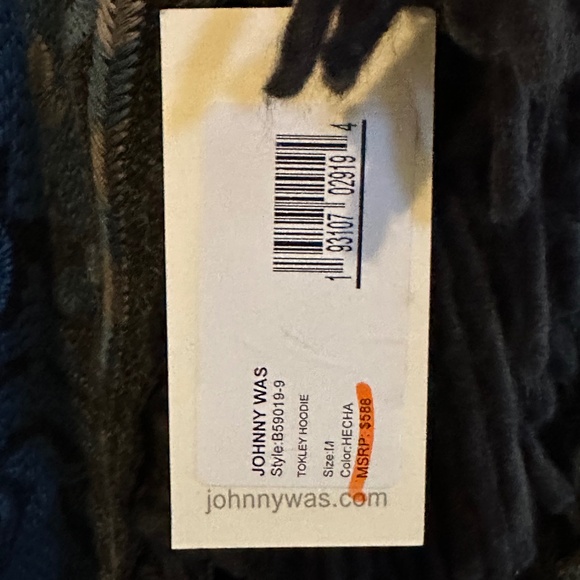 JOHNNY WAS
Style:B59019-9
TOKLEY HOODIE
Size:M
Color:HECHA
MSRP: $588
1 93107 02919 4
johnnywas.com